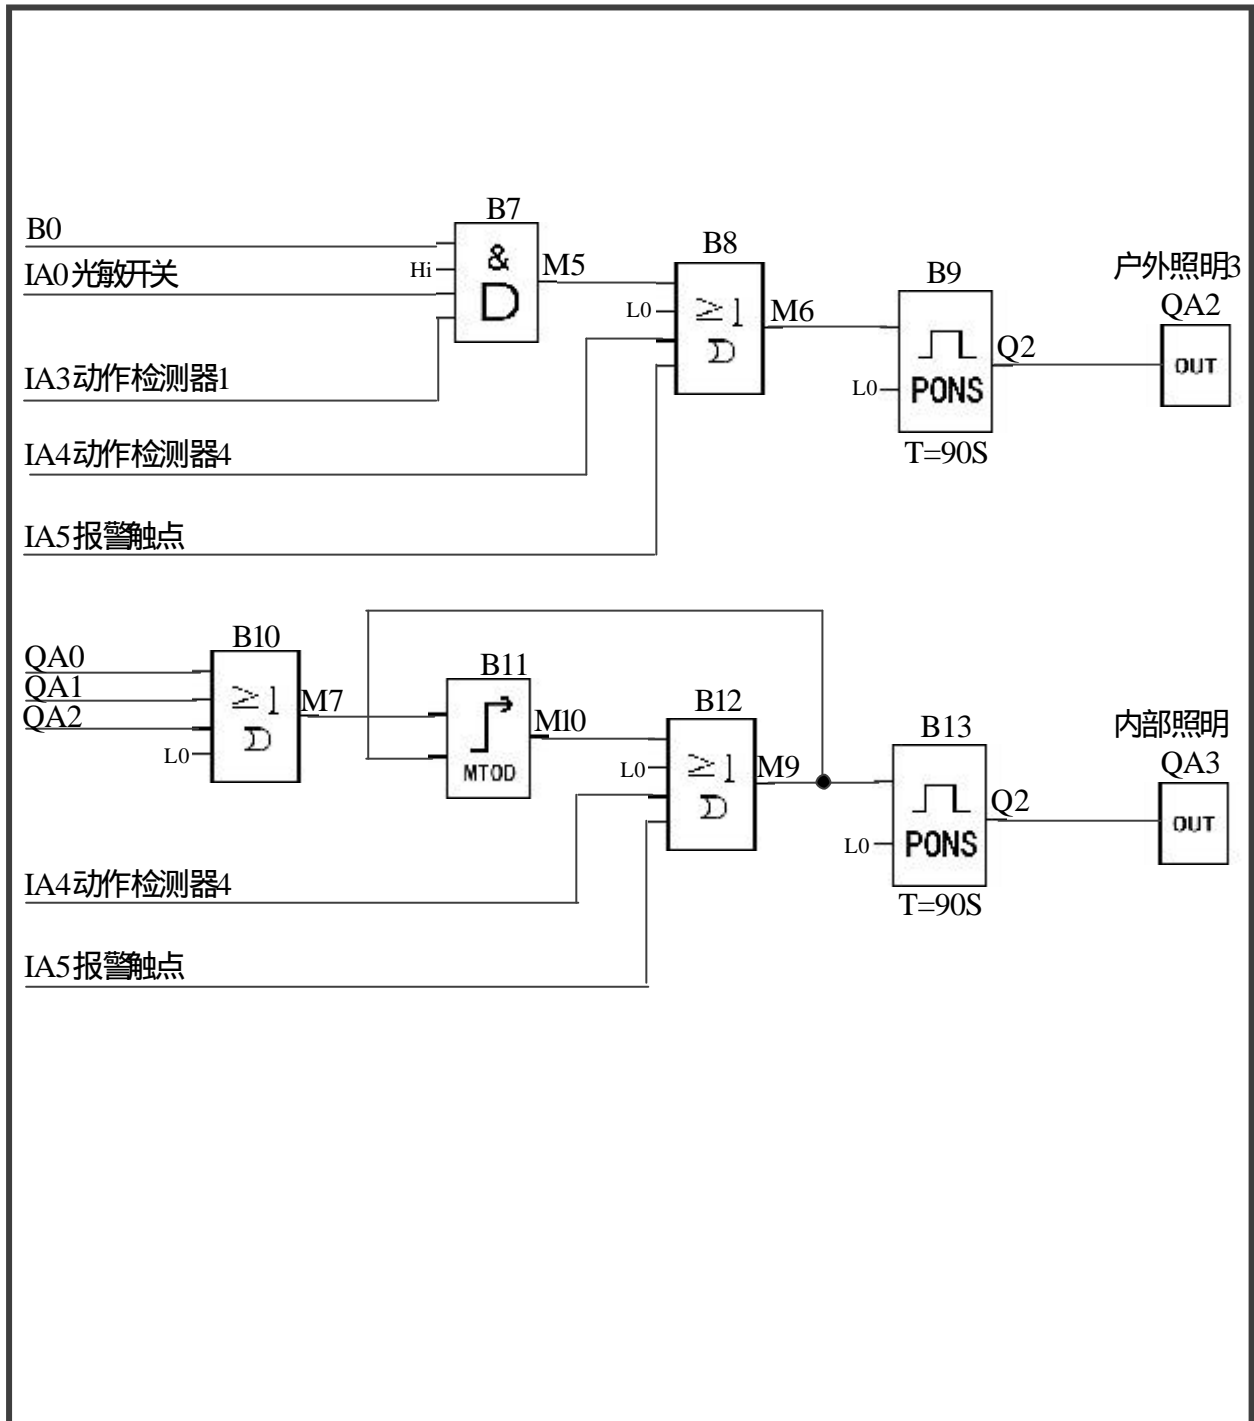 B7
B0
&
Hi
M5
IA0光敏开关
IA3动作检测器1
B8
L0
≥1
M6
IA4动作检测器4
IA5报警触点
B9
L0
PONS
T=90S
Q2
户外照明3
QA2
OUT
B10
QA0
QA1
QA2
L0
≥1
M7
B11
MTOD
M10
B12
L0
≥1
M9
IA4动作检测器4
IA5报警触点
B13
L0
PONS
T=90S
Q2
内部照明
QA3
OUT